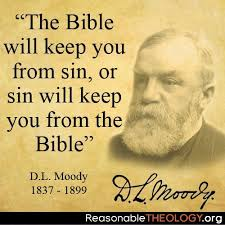 “The Bible
will keep you
from sin, or
sin will keep
you from the
Bible”
D.L. Moody
1837 - 1899
D.L. Moody.
ReasonableTHEOLOGY.org